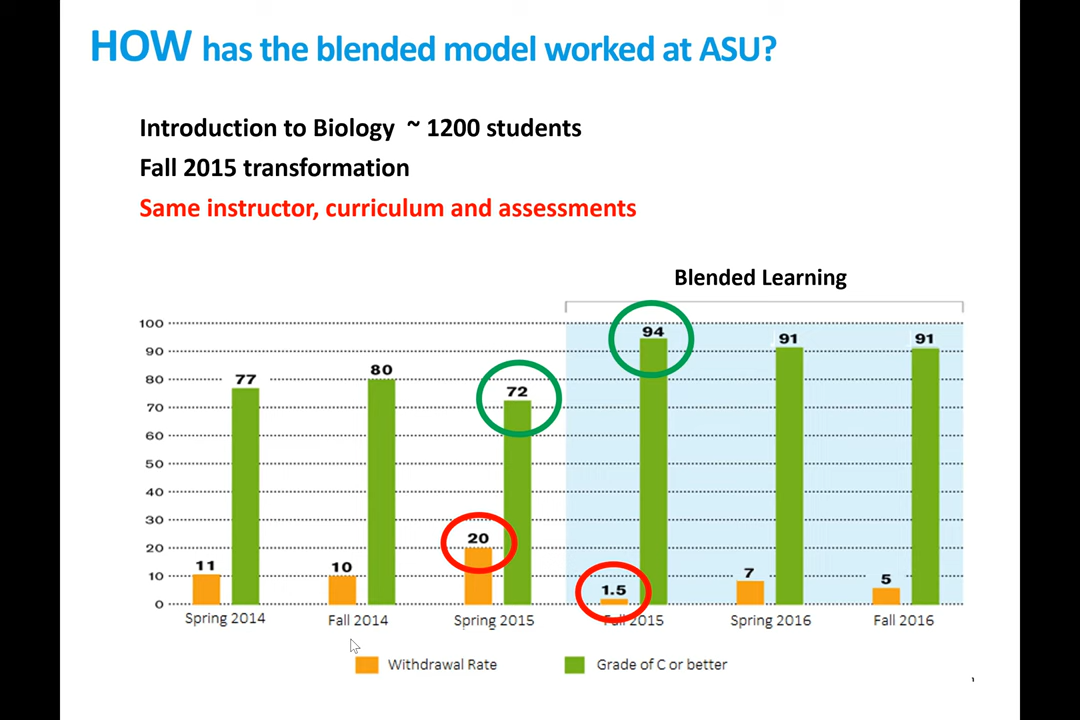 HOW has the blended model worked at ASU?
Introduction to Biology ~ 1200 students
Fall 2015 transformation
Same instructor, curriculum and assessments
Blended Learning
100
90
80
70
60
50
40
30
20
10
0
11
77
10
80
20
72
1.5
94
7
91
5
91
Spring 2014
Fall 2014
Spring 2015
Fall 2015
Spring 2016
Fall 2016
Withdrawal Rate
Grade of C or better